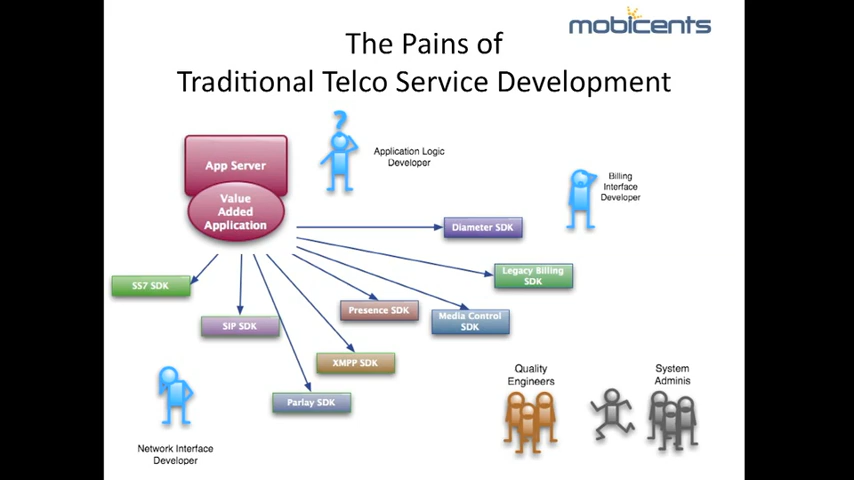 mobicents
The Pains of
Traditional Telco Service Development
?
App Server
Value
Added
Application
Application Logic
Developer
Billing
Interface
Developer
Diameter SDK
Legacy Billing
SDK
SS7 SDK
Presence SDK
Media Control
SDK
SIP SDK
XMPP SDK
Parlay SDK
Quality
Engineers
System
Adminis
Network Interface
Developer